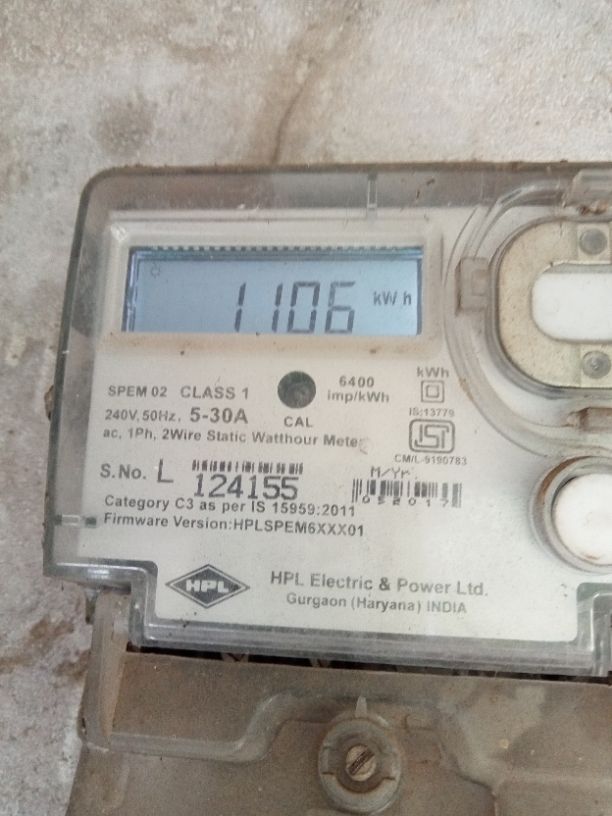 1106 kWh
SPEM 02 CLASS 1
240V, 50Hz. 5-30A
ac, 1Ph, 2Wire Static Watthour Meter
CAL
6400
imp/kWh
kWh
IS:13779
ISI
CM/L-9190783
S.No. L 124155
M/Yr.
052017
Category C3 as per IS 15959:2011
Firmware Version:HPLSPEM6XXX01
HPL
HPL Electric & Power Ltd.
Gurgaon (Haryana) INDIA